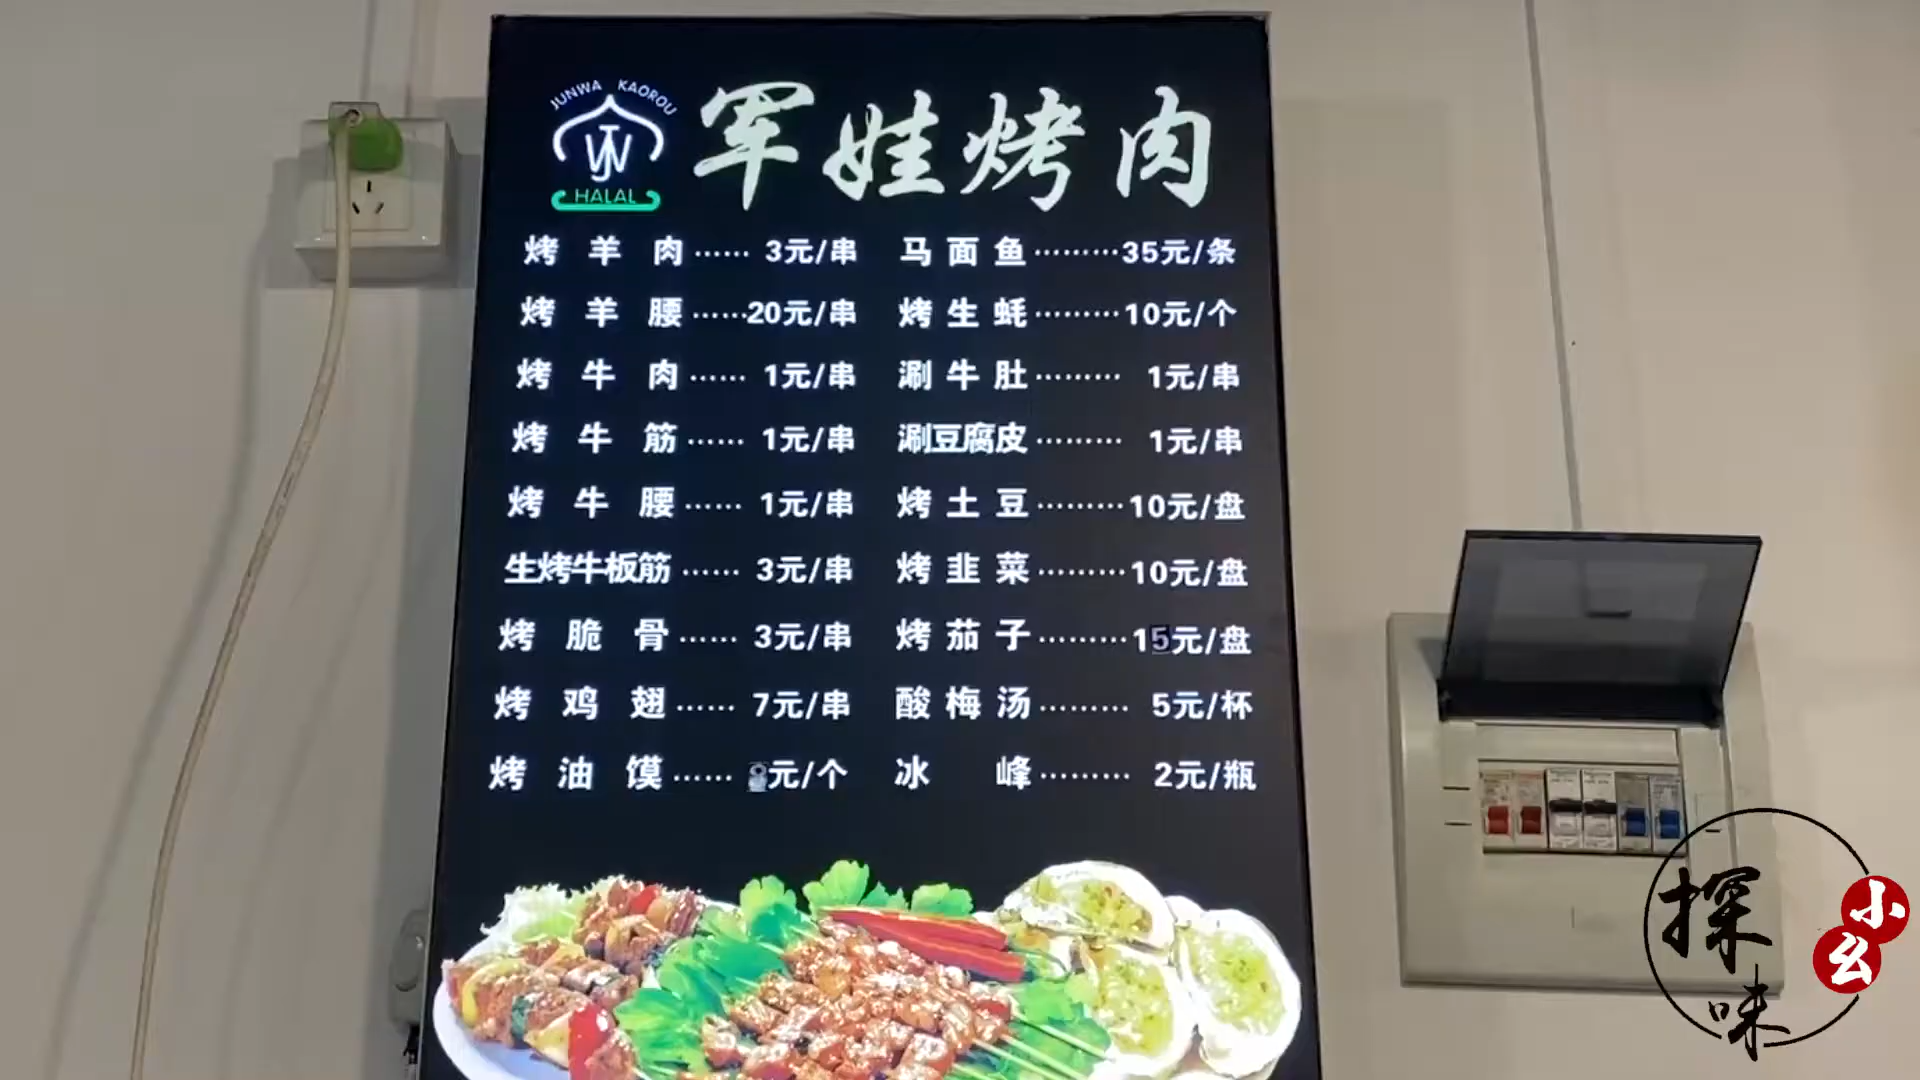 JUNWA KAOROU
JW
HALAL
军娃烤肉
烤羊肉……3元/串
烤羊腰……20元/串
烤牛肉……1元/串
烤牛筋……1元/串
烤牛腰……1元/串
生烤牛板筋……3元/串
烤脆骨……3元/串
烤鸡翅……7元/串
烤油馍……元/个
马面鱼………35元/条
烤生蚝………10元/个
涮牛肚………1元/串
涮豆腐皮………1元/串
烤土豆………10元/盘
烤韭菜………10元/盘
烤茄子………15元/盘
酸梅汤………5元/杯
冰峰………2元/瓶
小幺
探味